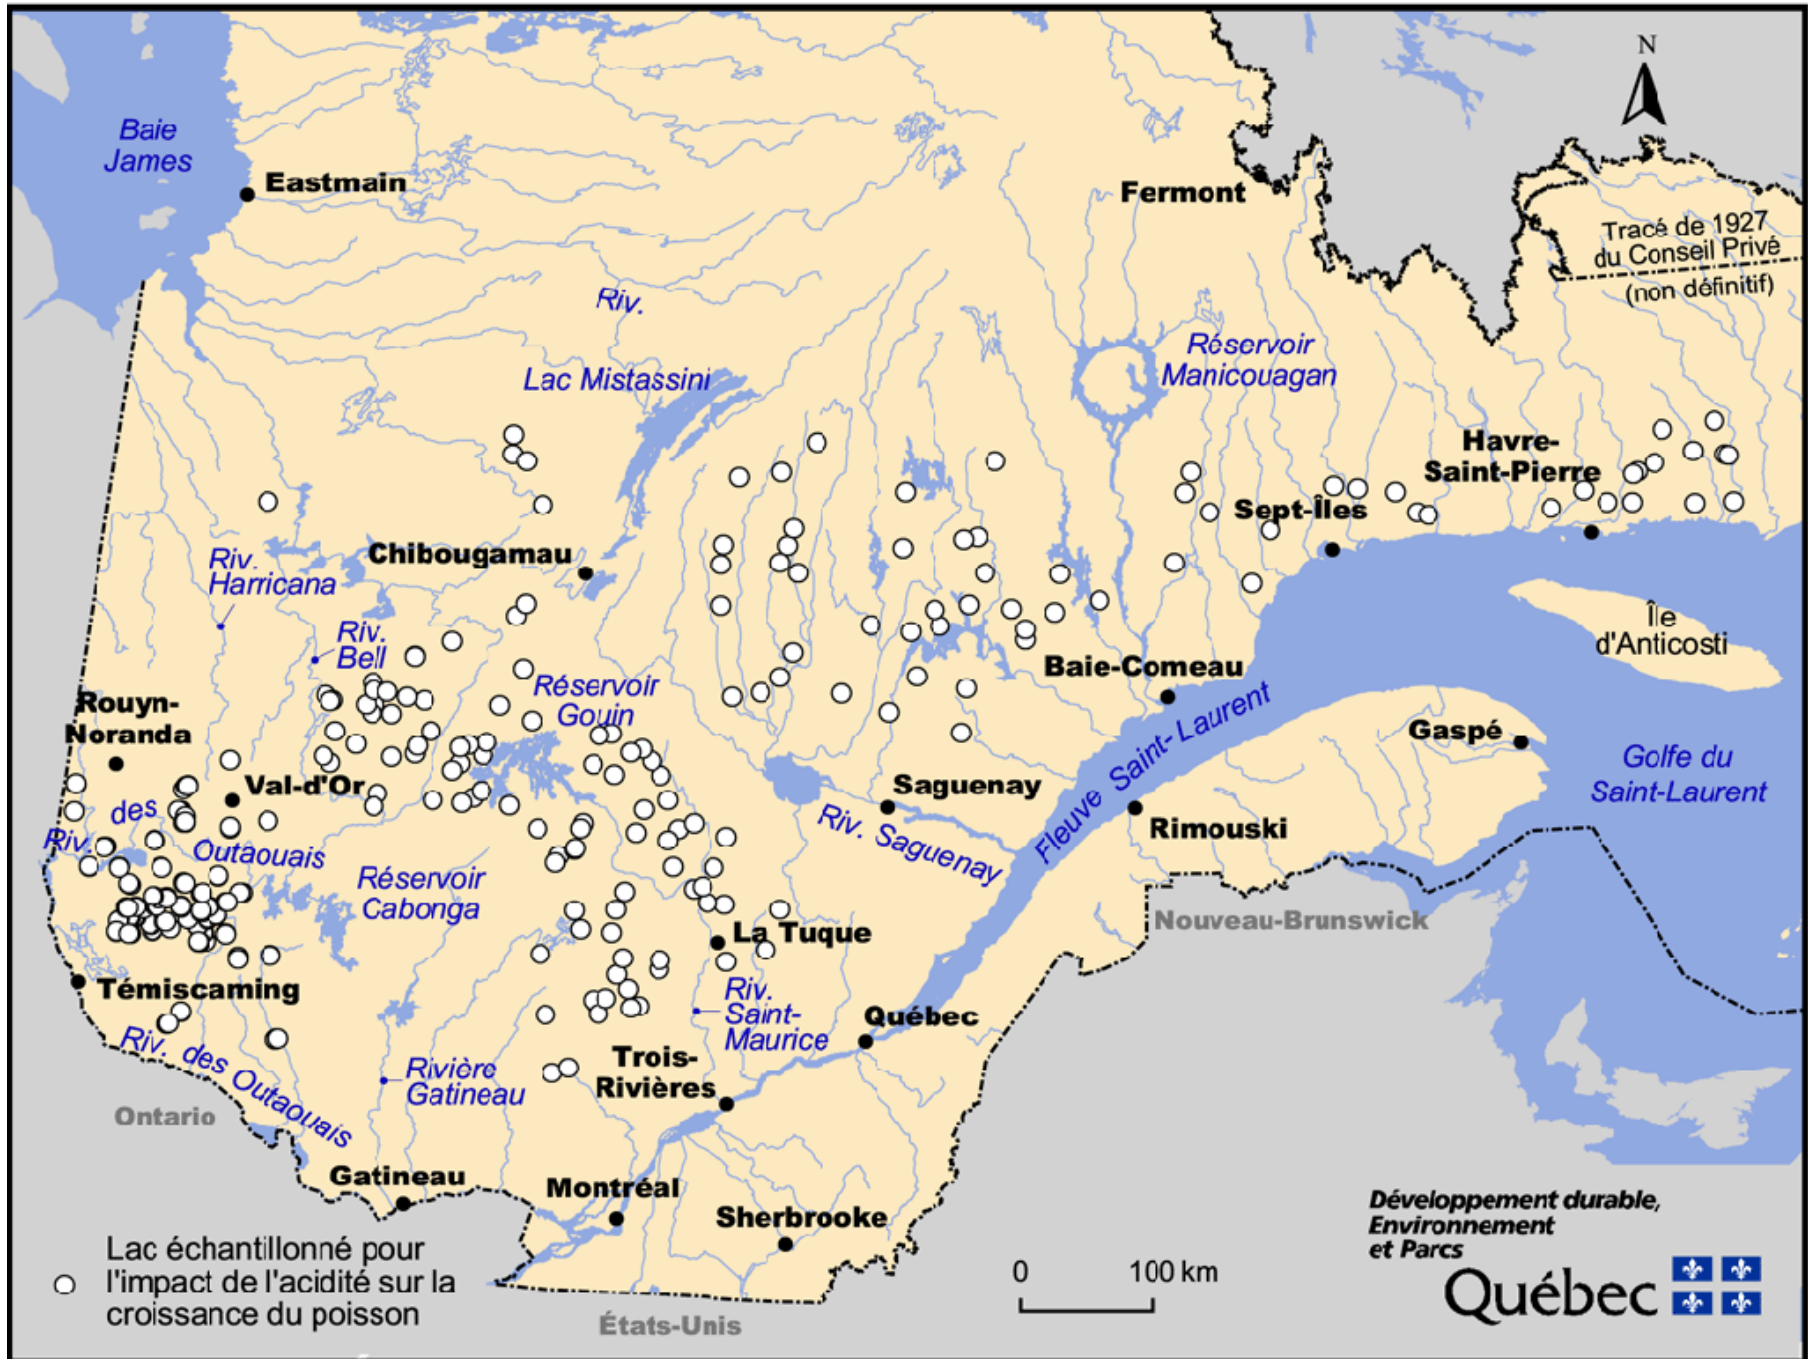 N
Baie
James
Eastmain
Fermont
Tracé de 1927
du Conseil Privé
(non définitif)
Riv.
Réservoir
Manicouagan
Lac Mistassini
Havre-
Saint-Pierre
Sept-Îles
Chibougamau
Riv.
Harricana
Île
d'Anticosti
Riv.
Bell
Baie-Comeau
Réservoir
Gouin
Rouyn-
Noranda
Fleuve Saint-Laurent
Gaspé
Golfe du
Saint-Laurent
Val-d'Or
Saguenay
Riv. des
Outaouais
Riv. Saguenay
Rimouski
Réservoir
Cabonga
Nouveau-Brunswick
La Tuque
Témiscaming
Riv.
Saint-
Maurice
Québec
Riv. des Outaouais
Trois-
Rivières
Rivière
Gatineau
Ontario
Gatineau
Montréal
Sherbrooke
Développement durable,
Environnement
et Parcs
Québec
Lac échantillonné pour
l'impact de l'acidité sur la
croissance du poisson
0 100 km
États-Unis